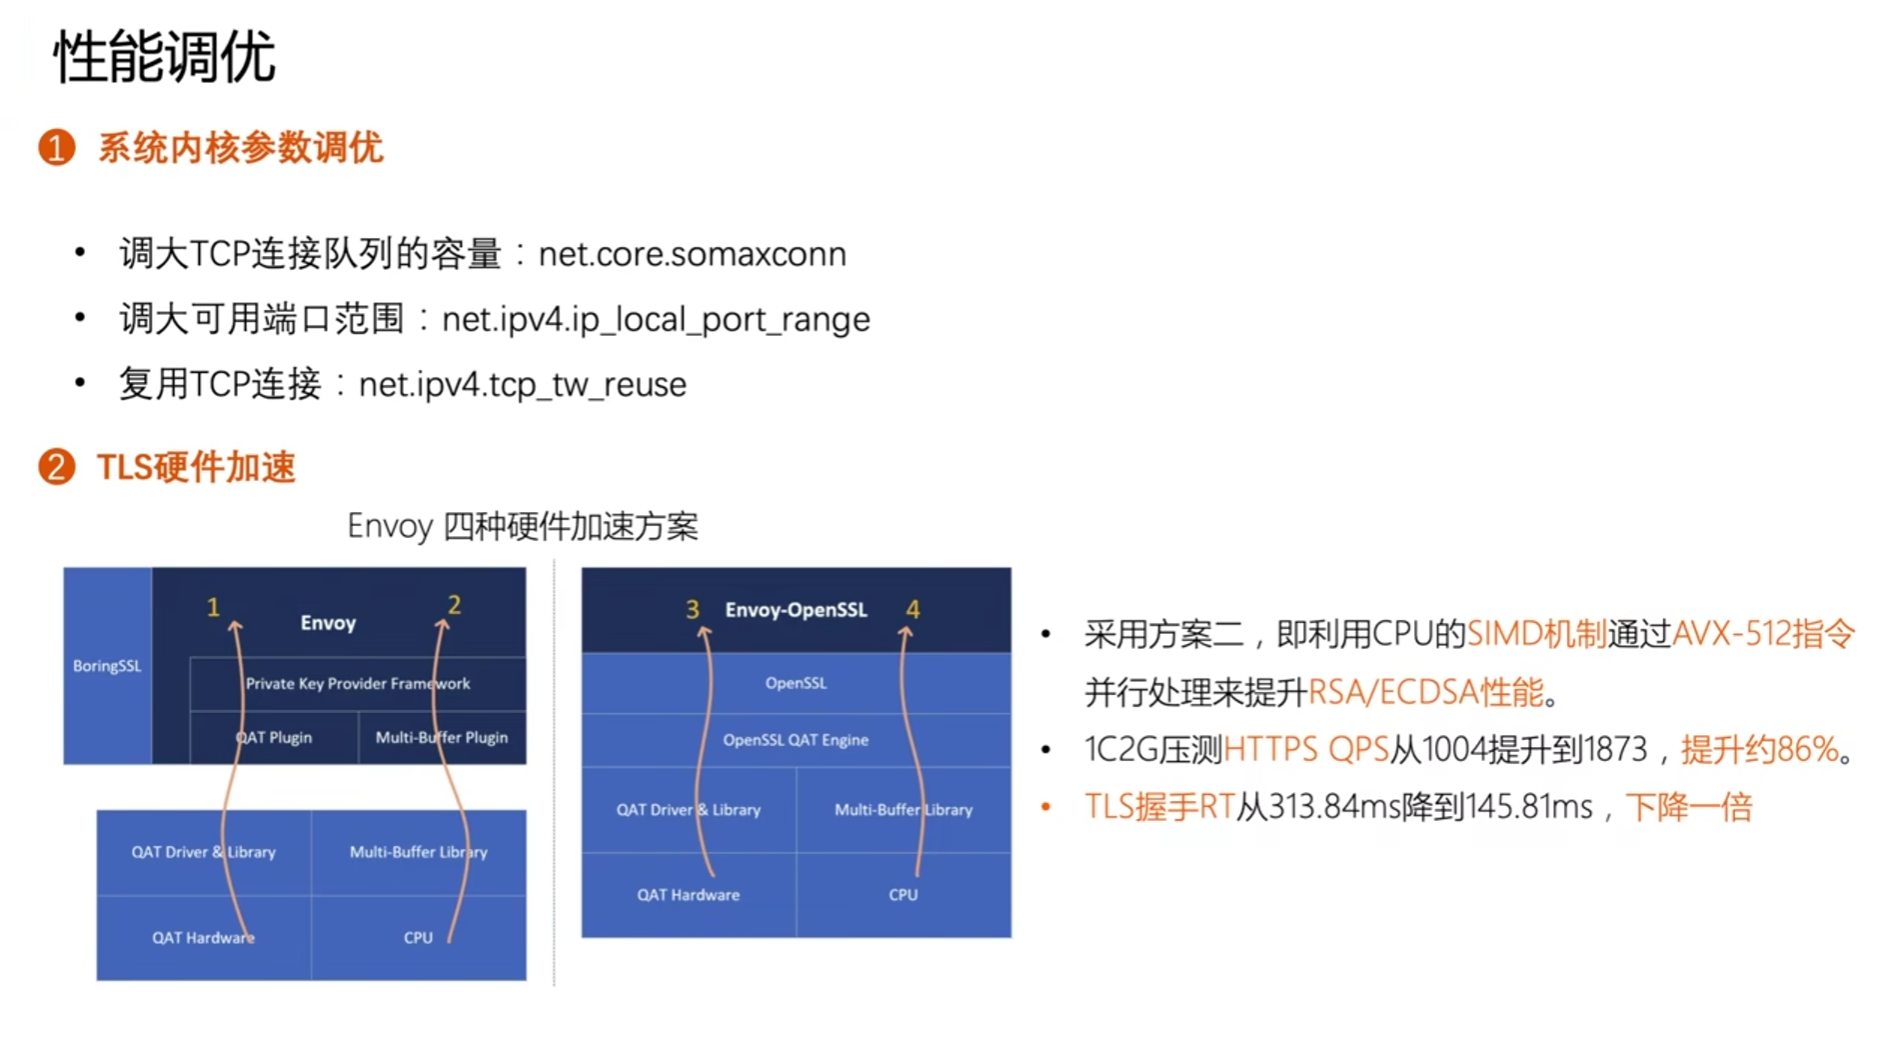 性能调优
1 系统内核参数调优
• 调大TCP连接队列的容量：net.core.somaxconn
• 调大可用端口范围：net.ipv4.ip_local_port_range
• 复用TCP连接：net.ipv4.tcp_tw_reuse
2 TLS硬件加速
Envoy 四种硬件加速方案
BoringSSL
1
2
Envoy
Private Key Provider Framework
QAT Plugin
Multi-Buffer Plugin
QAT Driver & Library
Multi-Buffer Library
QAT Hardware
CPU
3
Envoy-OpenSSL
4
OpenSSL
OpenSSL QAT Engine
QAT Driver & Library
Multi-Buffer Library
QAT Hardware
CPU
• 采用方案二，即利用CPU的SIMD机制通过AVX-512指令
并行处理来提升RSA/ECDSA性能。
• 1C2G压测HTTPS QPS从1004提升到1873，提升约86%。
• TLS握手RT从313.84ms降到145.81ms，下降一倍